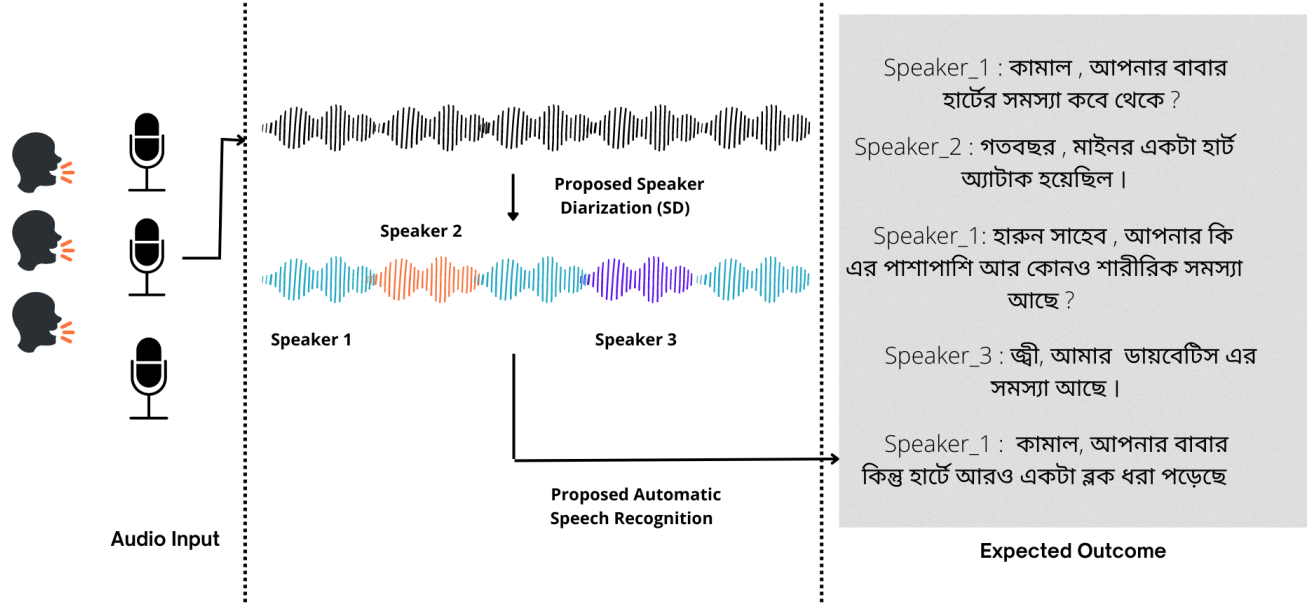 Proposed Speaker
Diarization (SD)
Speaker 2
Speaker 1
Speaker 3
Proposed Automatic
Speech Recognition
Audio Input
Speaker_1 : কামাল , আপনার বাবার
হার্টের সমস্যা কবে থেকে ?
Speaker_2 : গতবছর , মাইনর একটা হার্ট
অ্যাটাক হয়েছিল ।
Speaker_1: হারুন সাহেব , আপনার কি
এর পাশাপাশি আর কোনও শারীরিক সমস্যা
আছে ?
Speaker_3 : জ্বী, আমার ডায়বেটিস এর
সমস্যা আছে ।
Speaker_1 : কামাল, আপনার বাবার
কিন্তু হার্টে আরও একটা ব্লক ধরা পড়েছে
Expected Outcome